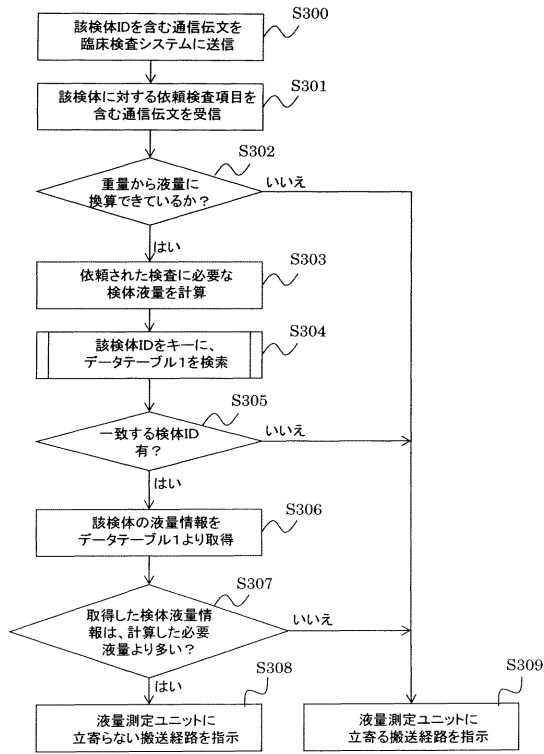 S300
該検体IDを含む通信伝文を
臨床検査システムに送信
S301
該検体に対する依頼検査項目を
含む通信伝文を受信
S302
重量から液量に
換算できているか？
いいえ
はい
S303
依頼された検査に必要な
検体液量を計算
S304
該検体IDをキーに、
データテーブル1を検索
S305
一致する検体ID
有？
いいえ
はい
S306
該検体の液量情報を
データテーブル1より取得
S307
取得した検体液量情
報は、計算した必要
液量より多い？
いいえ
はい
S308
液量測定ユニットに
立寄らない搬送経路を指示
S309
液量測定ユニットに
立寄る搬送経路を指示